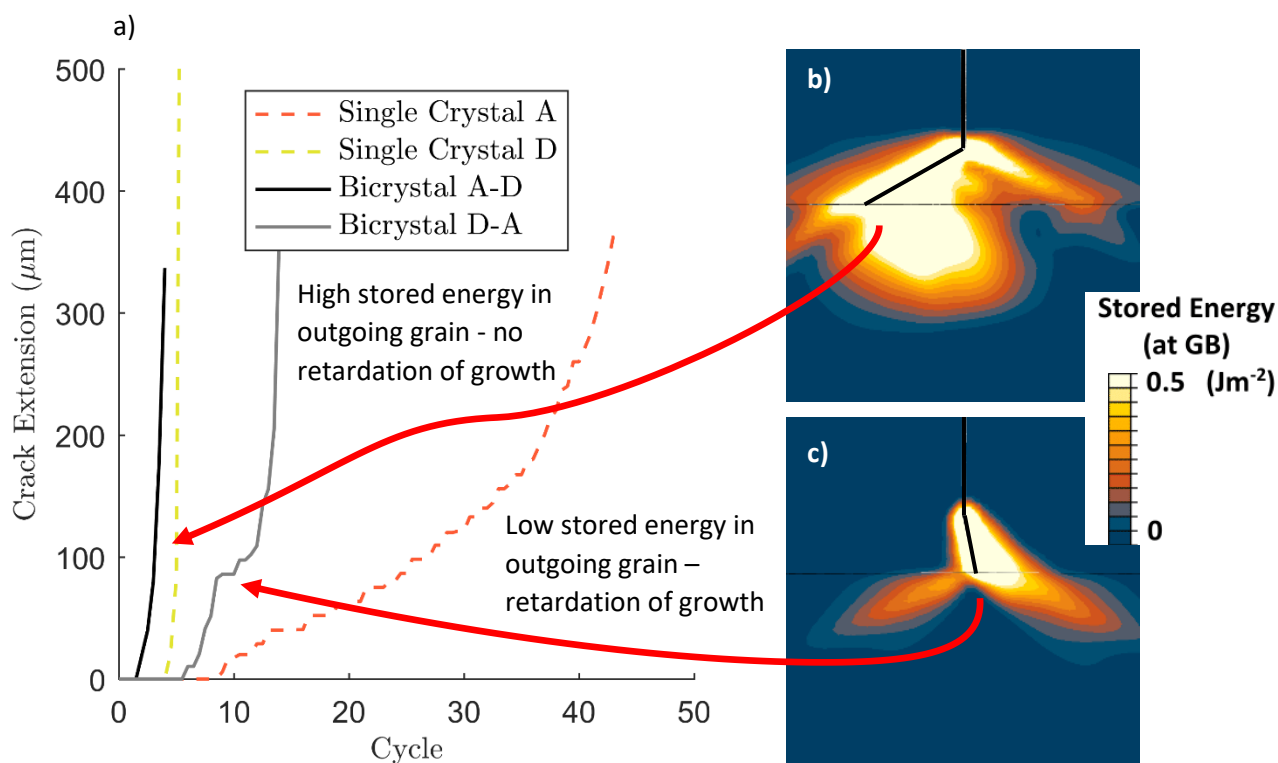 a)
500
400
300
200
100
0
Crack Extension (μm)
0
10
20
30
40
50
Cycle
Single Crystal A
Single Crystal D
Bicrystal A-D
Bicrystal D-A
High stored energy in
outgoing grain - no
retardation of growth
Low stored energy in
outgoing grain –
retardation of growth
b)
Stored Energy
(at GB)
0.5 (Jm⁻²)
0
c)